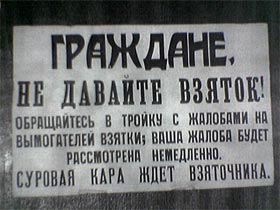 ГРАЖДАНЕ,
НЕ ДАВАЙТЕ ВЗЯТОК!
ОБРАЩАЙТЕСЬ В ТРОЙКУ С ЖАЛОБАМИ НА
ВЫМОГАТЕЛЕЙ ВЗЯТКИ; ВАША ЖАЛОБА БУДЕТ
РАССМОТРЕНА НЕМЕДЛЕННО.
СУРОВАЯ КАРА ЖДЕТ ВЗЯТОЧНИКА.